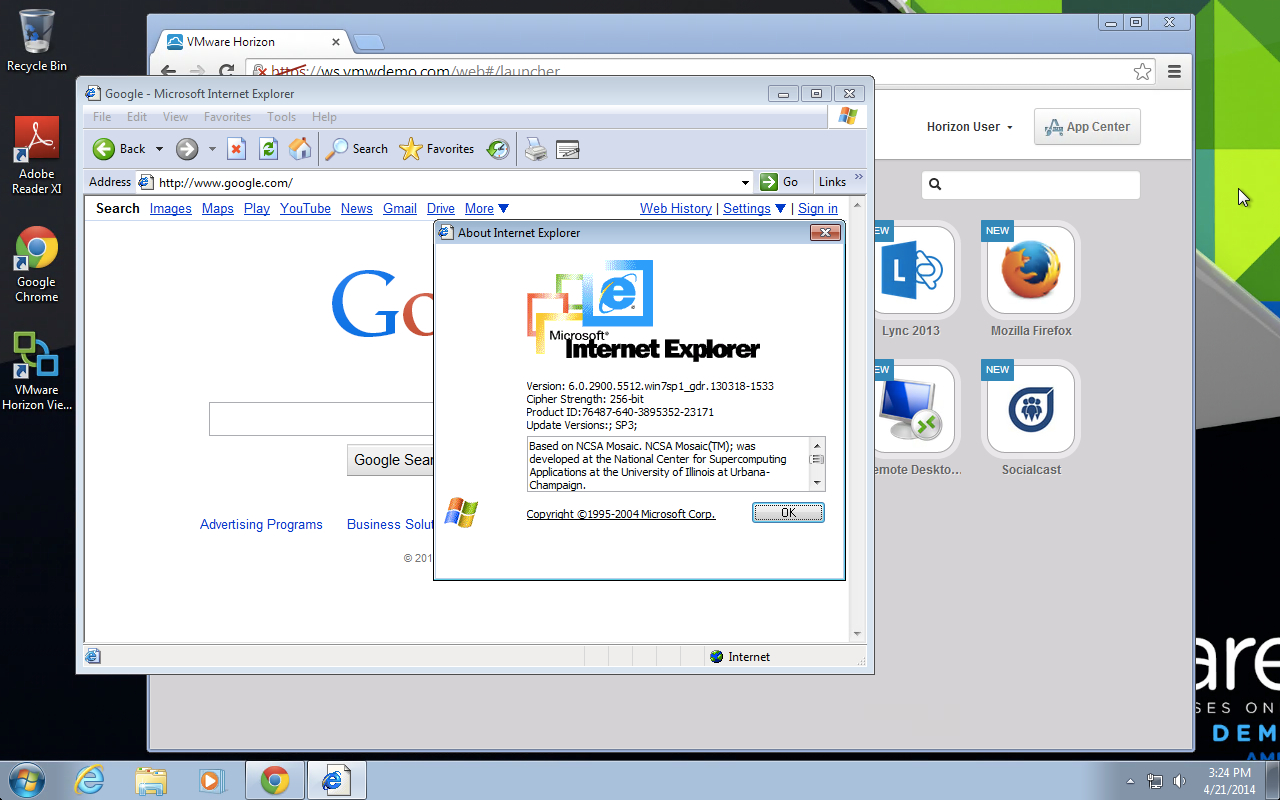 Recycle Bin
Adobe
Reader XI
Google
Chrome
VMware
Horizon Vie...
VMware Horizon
https://ws.vmwdemo.com/web#/launcher
Horizon User
App Center
NEW
Lync 2013
NEW
Mozilla Firefox
NEW
emote Deskto...
NEW
Socialcast
Google - Microsoft Internet Explorer
File Edit View Favorites Tools Help
Back Search Favorites
Address http://www.google.com/ Go Links »
Search Images Maps Play YouTube News Gmail Drive More ▼ Web History | Settings ▼ | Sign in
Go
Google Sear
Advertising Programs Business Solut
© 201
About Internet Explorer
Microsoft®
Internet Explorer
Version: 6.0.2900.5512.win7sp1_gdr.130318-1533
Cipher Strength: 256-bit
Product ID:76487-640-3895352-23171
Update Versions:; SP3;
Based on NCSA Mosaic. NCSA Mosaic(TM); was
developed at the National Center for Supercomputing
Applications at the University of Illinois at Urbana-
Champaign.
Copyright ©1995-2004 Microsoft Corp.
OK
Internet
are
SES ON
DEM
3:24 PM
4/21/2014